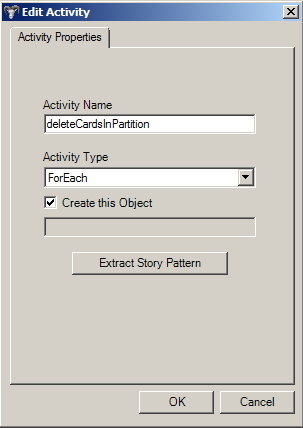 Edit Activity
Activity Properties
Activity Name
deleteCardsInPartition
Activity Type
ForEach
Create this Object
Extract Story Pattern
OK Cancel